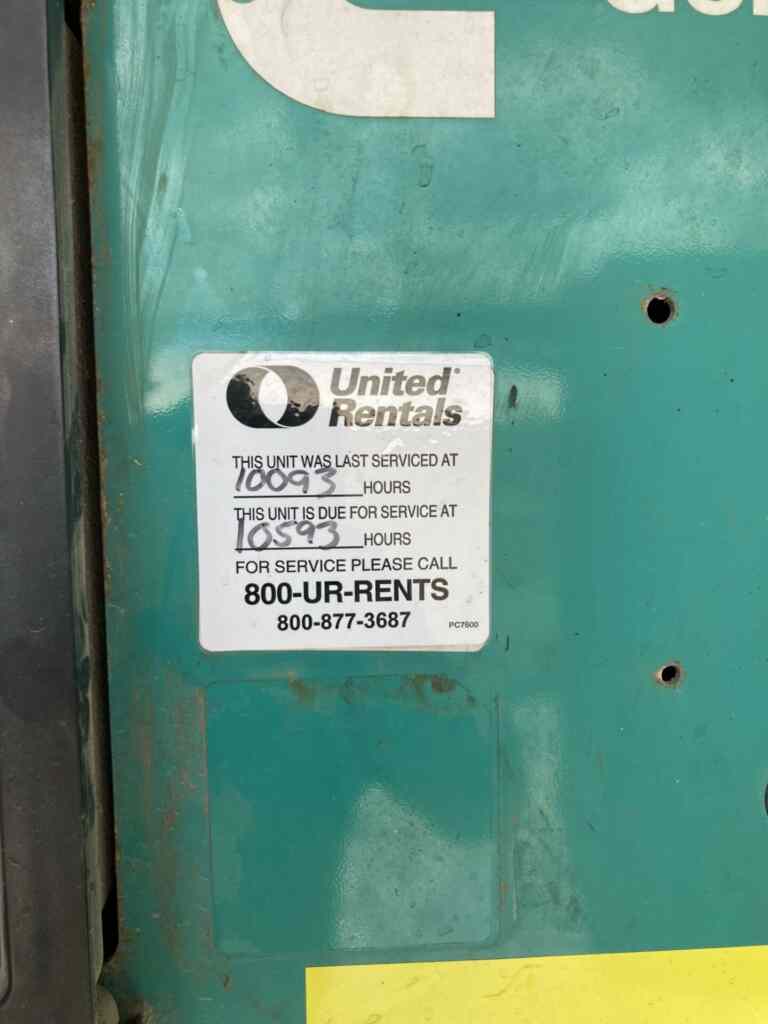 United
Rentals
THIS UNIT WAS LAST SERVICED AT
10093 HOURS
THIS UNIT IS DUE FOR SERVICE AT
10593 HOURS
FOR SERVICE PLEASE CALL
800-UR-RENTS
800-877-3687
PC7600